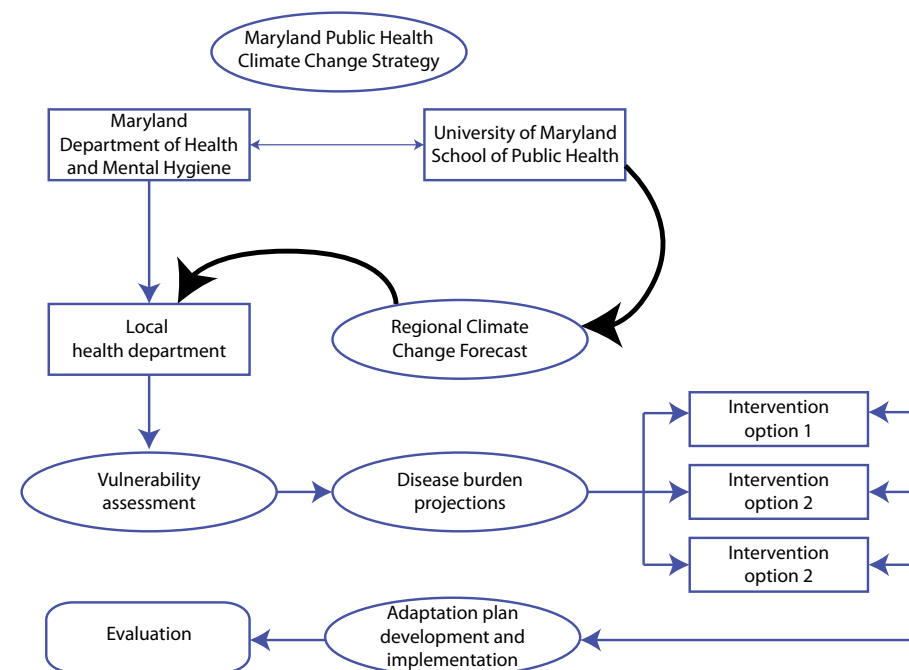 Maryland Public Health
Climate Change Strategy
Maryland
Department of Health
and Mental Hygiene
University of Maryland
School of Public Health
Local
health department
Regional Climate
Change Forecast
Vulnerability
assessment
Disease burden
projections
Intervention
option 1
Intervention
option 2
Intervention
option 2
Evaluation
Adaptation plan
development and
implementation